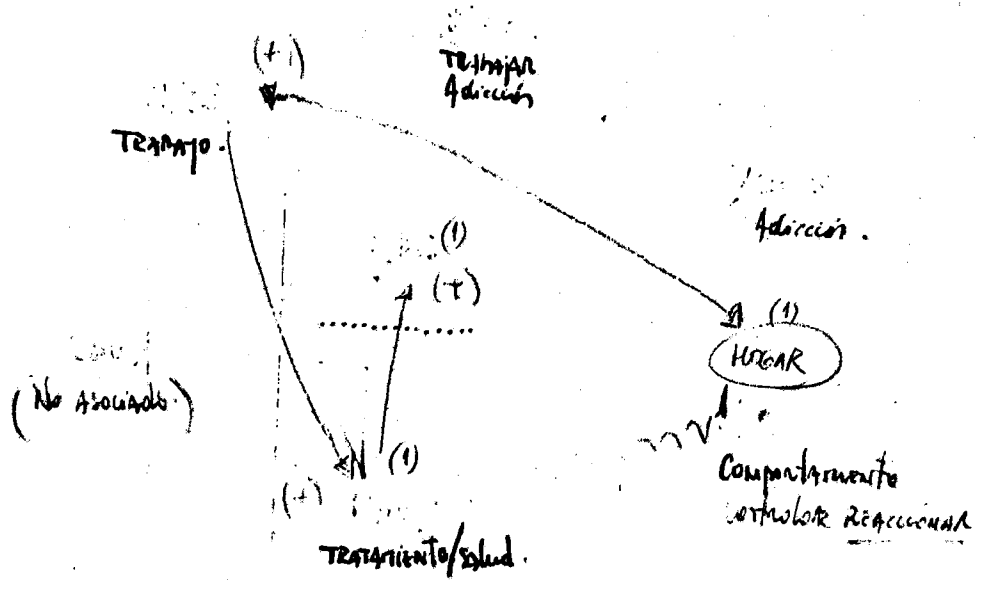 (+)
TRABAJAR
Adicción
TRABAJO.
Adicción.
(1)
(+)
(1)
HOGAR
(No ASOCIADO.)
N (1)
(+)
Comportamiento
CONTROLAR REACCIONAR
TRATAMIENTO/Salud.